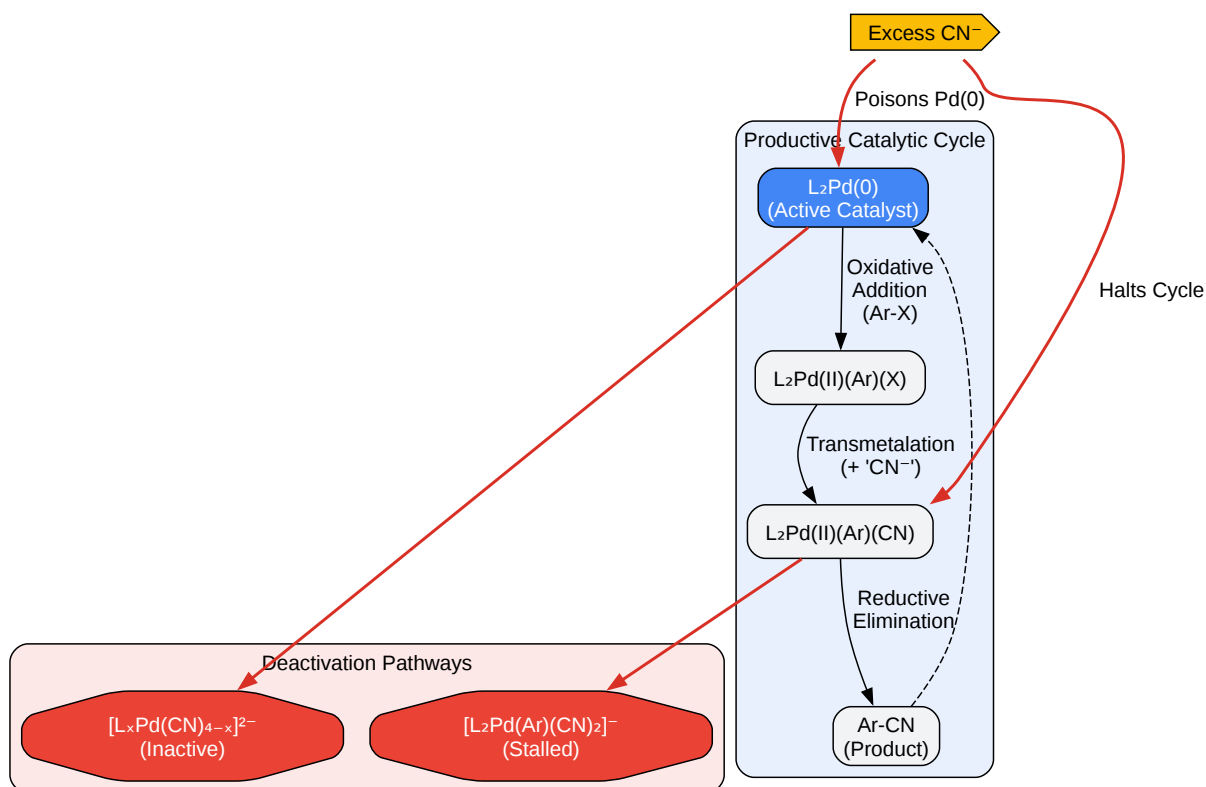 Excess CN⁻
Poisons Pd(0)
Productive Catalytic Cycle
L₂Pd(0)
(Active Catalyst)
Oxidative
Addition
(Ar-X)
Halts Cycle
L₂Pd(II)(Ar)(X)
Transmetalation
(+ 'CN⁻')
L₂Pd(II)(Ar)(CN)
Reductive
Elimination
Deactivation Pathways
[LₓPd(CN)₄₋ₓ]²⁻
(Inactive)
[L₂Pd(Ar)(CN)₂]⁻
(Stalled)
Ar-CN
(Product)